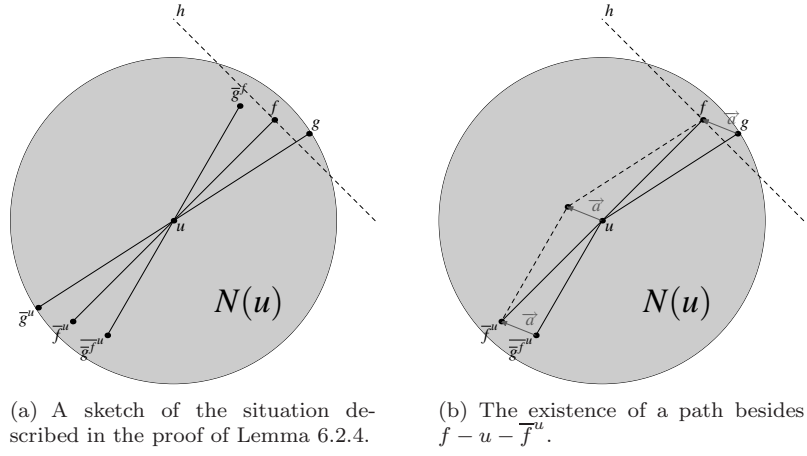 h
g̅ᶠ
f
g
u
N(u)
g̅ᵘ
f̅ᵘ
g̅ᶠ̅ᵘ
(a) A sketch of the situation de-
scribed in the proof of Lemma 6.2.4.
h
f
a⃗
g
a⃗
u
N(u)
a⃗
f̅ᵘ
g̅ᶠ̅ᵘ
(b) The existence of a path besides
f − u − f̅ᵘ.